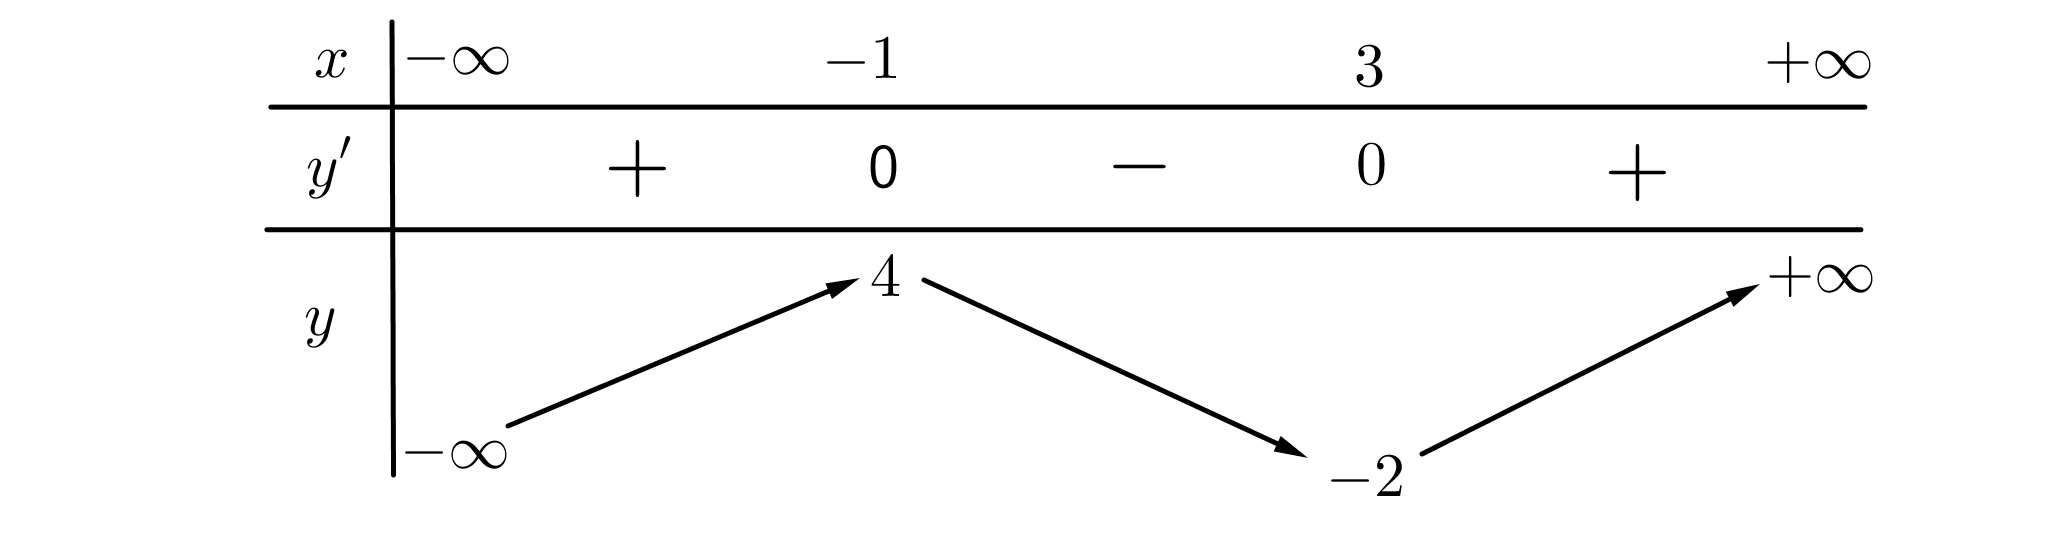 x −∞ −1 3 +∞
y′ + 0 − 0 +
4 +∞
y
−∞ −2